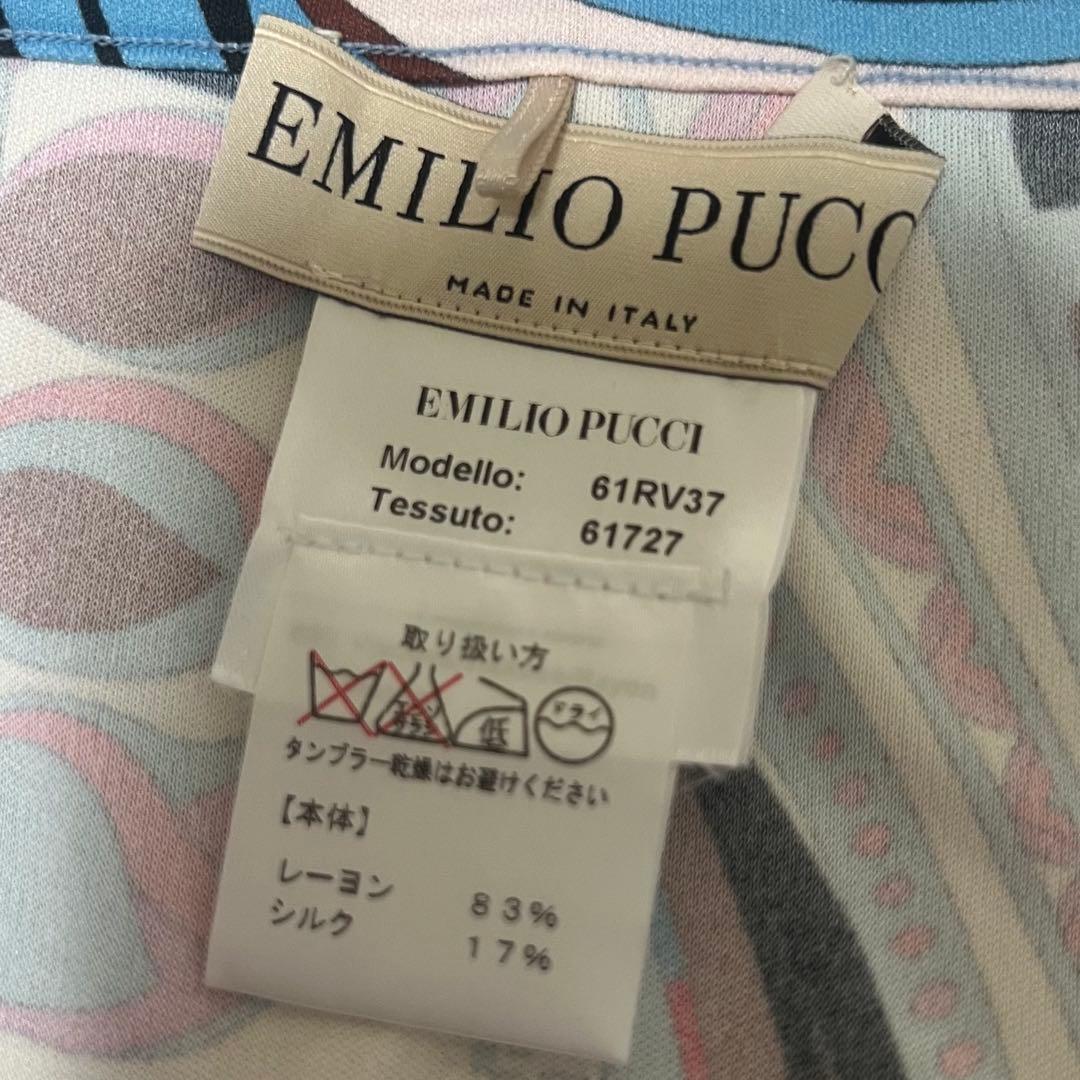 EMILIO PUCC
MADE IN ITALY
EMILIO PUCCI
Modello: 61RV37
Tessuto: 61727
取り扱い方
低
ドライ
タンブラー乾燥はお避けください
【本体】
レーヨン 83%
シルク 17%